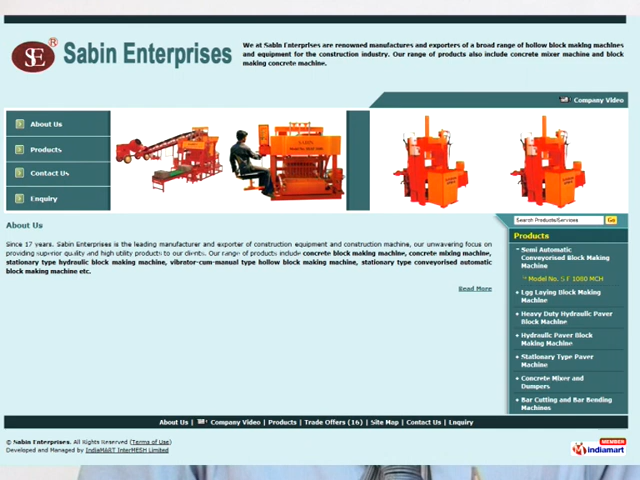 SE ®
Sabin Enterprises
We at Sabin Enterprises are renowned manufactures and exporters of a broad range of hollow block making machines
and equipment for the construction industry. Our range of products also include concrete mixer machine and block
making concrete machine.
Company Video
About Us
Products
Contact Us
Enquiry
SABIN
About Us
Since 17 years. Sabin Enterprises is the leading manufacturer and exporter of construction equipment and construction machine, our unwavering focus on
providing superior quality and high utility products to our clients. Our range of products include concrete block making machine, concrete mixing machine,
stationary type hydraulic block making machine, vibrator-cum-manual type hollow block making machine, stationary type conveyorised automatic
block making machine etc.
Read More
Search Products/Services Go
Products
Semi Automatic
Conveyorised Block Making
Machine
Model No. S F 1000 MCH
Egg Laying Block Making
Machine
Heavy Duty Hydraulic Paver
Block Machine
Hydraulic Paver Block
Making Machine
Stationary Type Paver
Machine
Concrete Mixer and
Dumpers
Bar Cutting and Bar Bending
Machines
About Us | Company Video | Products | Trade Offers (16) | Site Map | Contact Us | Enquiry
© Sabin Enterprises. All Rights Reserved (Terms of Use)
Developed and Managed by IndiaMART InterMESH Limited
MEMBER
indiamart